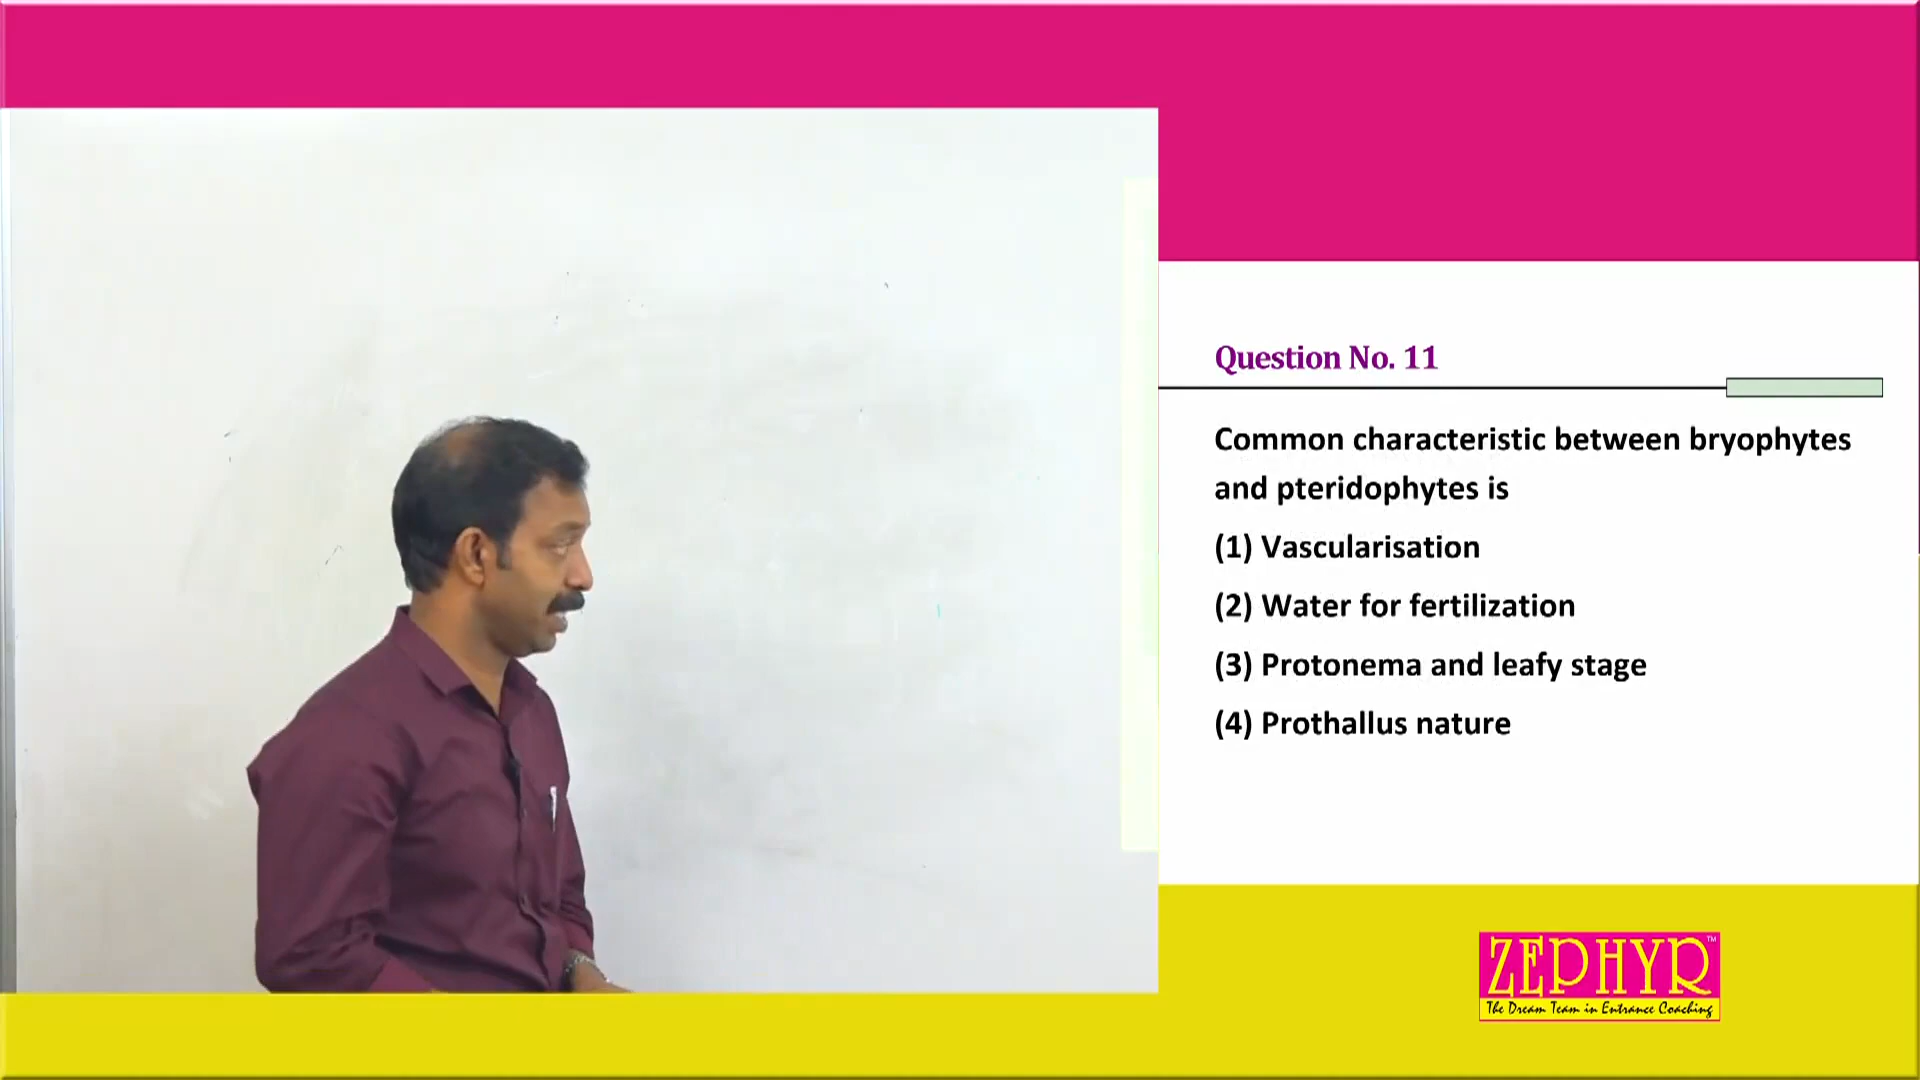 Question No. 11
Common characteristic between bryophytes
and pteridophytes is
(1) Vascularisation
(2) Water for fertilization
(3) Protonema and leafy stage
(4) Prothallus nature
ZEPHYR™
The Dream Team in Entrance Coaching